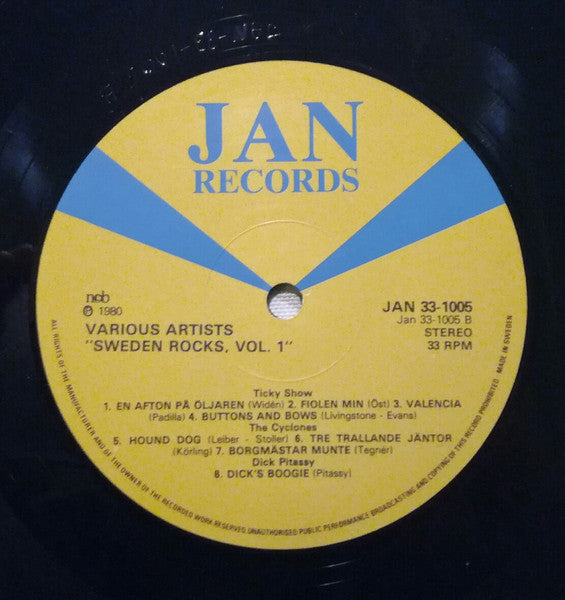 JAN
RECORDS
ncb
℗ 1980
VARIOUS ARTISTS
"SWEDEN ROCKS, VOL. 1"
JAN 33-1005
Jan 33-1005 B
STEREO
33 RPM
Ticky Show
1. EN AFTON PÅ ÖLJAREN (Widén) 2. FIOLEN MIN (Öst) 3. VALENCIA
(Padilla) 4. BUTTONS AND BOWS (Livingstone - Evans)
The Cyclones
5. HOUND DOG (Leiber - Stoller) 6. TRE TRALLANDE JÄNTOR
(Körling) 7. BORGMÄSTAR MUNTE (Tegnér)
Dick Pitassy
8. DICK'S BOOGIE (Pitassy)
ALL RIGHTS OF THE MANUFACTURER AND OF THE OWNER OF THE RECORDED WORK RESERVED. UNAUTHORISED PUBLIC PERFORMANCE BROADCASTING AND COPYING OF THIS RECORD PROHIBITED · MADE IN SWEDEN